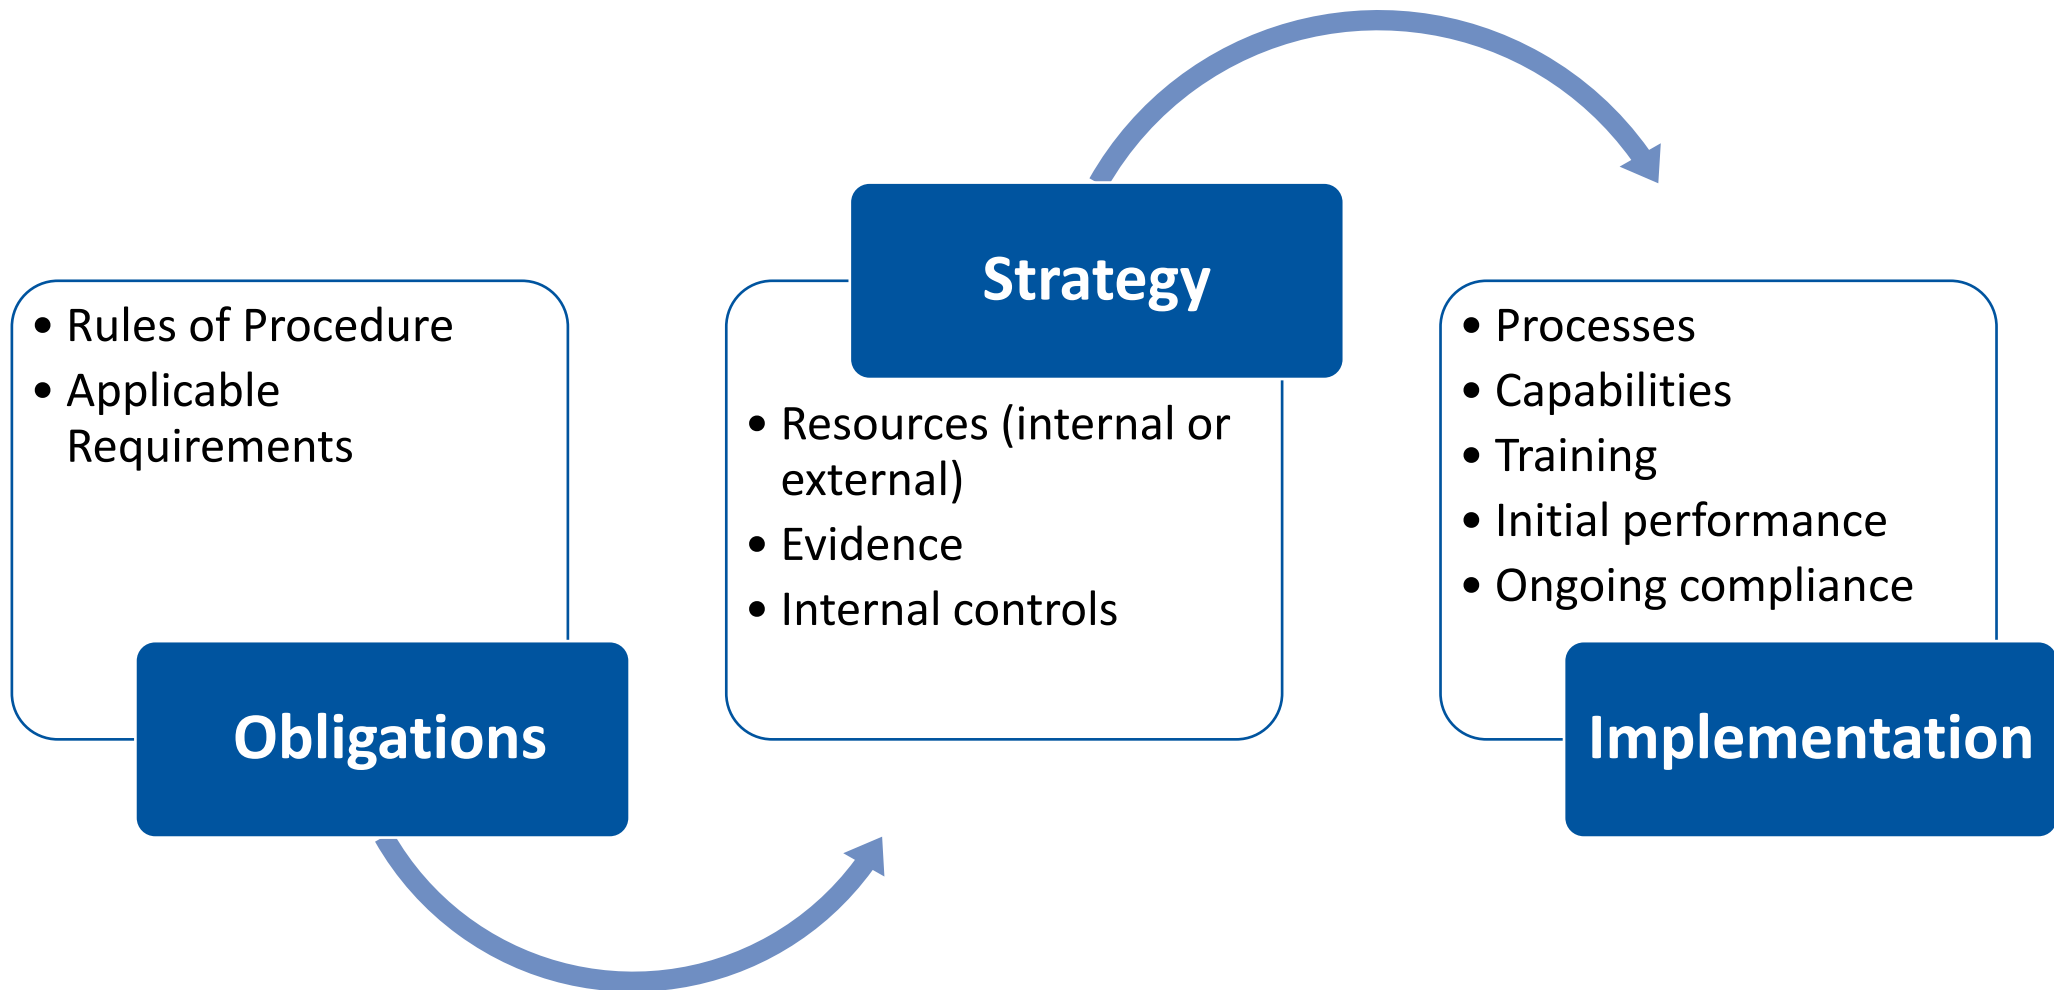 • Rules of Procedure
• Applicable
Requirements
Obligations
Strategy
• Resources (internal or
external)
• Evidence
• Internal controls
• Processes
• Capabilities
• Training
• Initial performance
• Ongoing compliance
Implementation